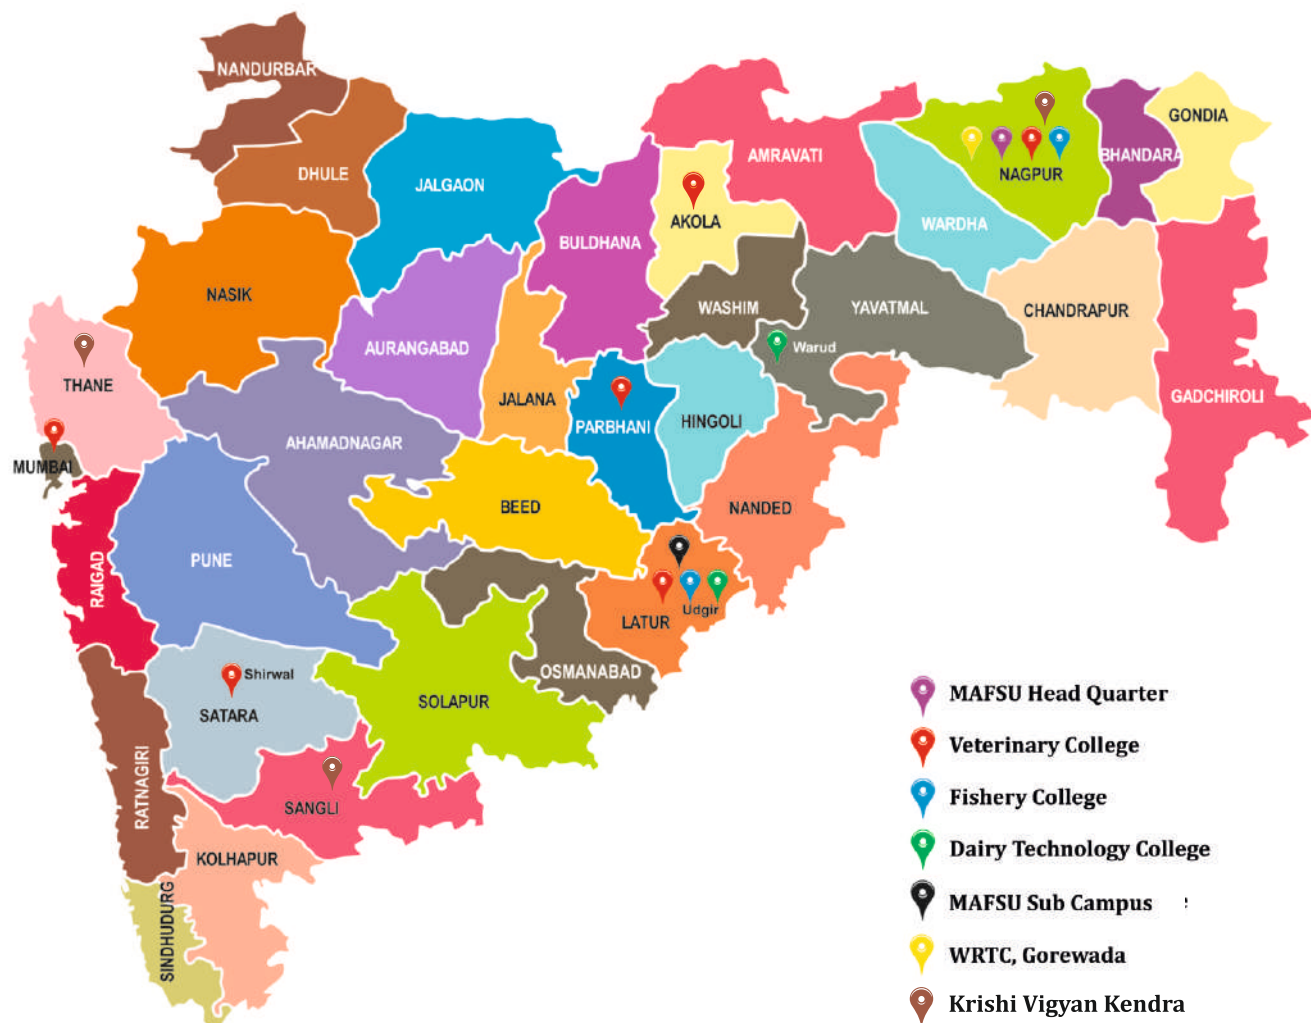 NANDURBAR
DHULE
JALGAON
BULDHANA
AKOLA
AMRAVATI
WARDHA
NAGPUR
BHANDARA
GONDIA
NASIK
AURANGABAD
JALANA
WASHIM
YAVATMAL
CHANDRAPUR
GADCHIROLI
THANE
MUMBAI
AHAMADNAGAR
PARBHANI
HINGOLI
Warud
BEED
NANDED
RAIGAD
PUNE
LATUR
Udgir
OSMANABAD
Shirwal
SATARA
SOLAPUR
RATNAGIRI
SANGLI
KOLHAPUR
SINDHUDURG
MAFSU Head Quarter
Veterinary College
Fishery College
Dairy Technology College
MAFSU Sub Campus
WRTC, Gorewada
Krishi Vigyan Kendra